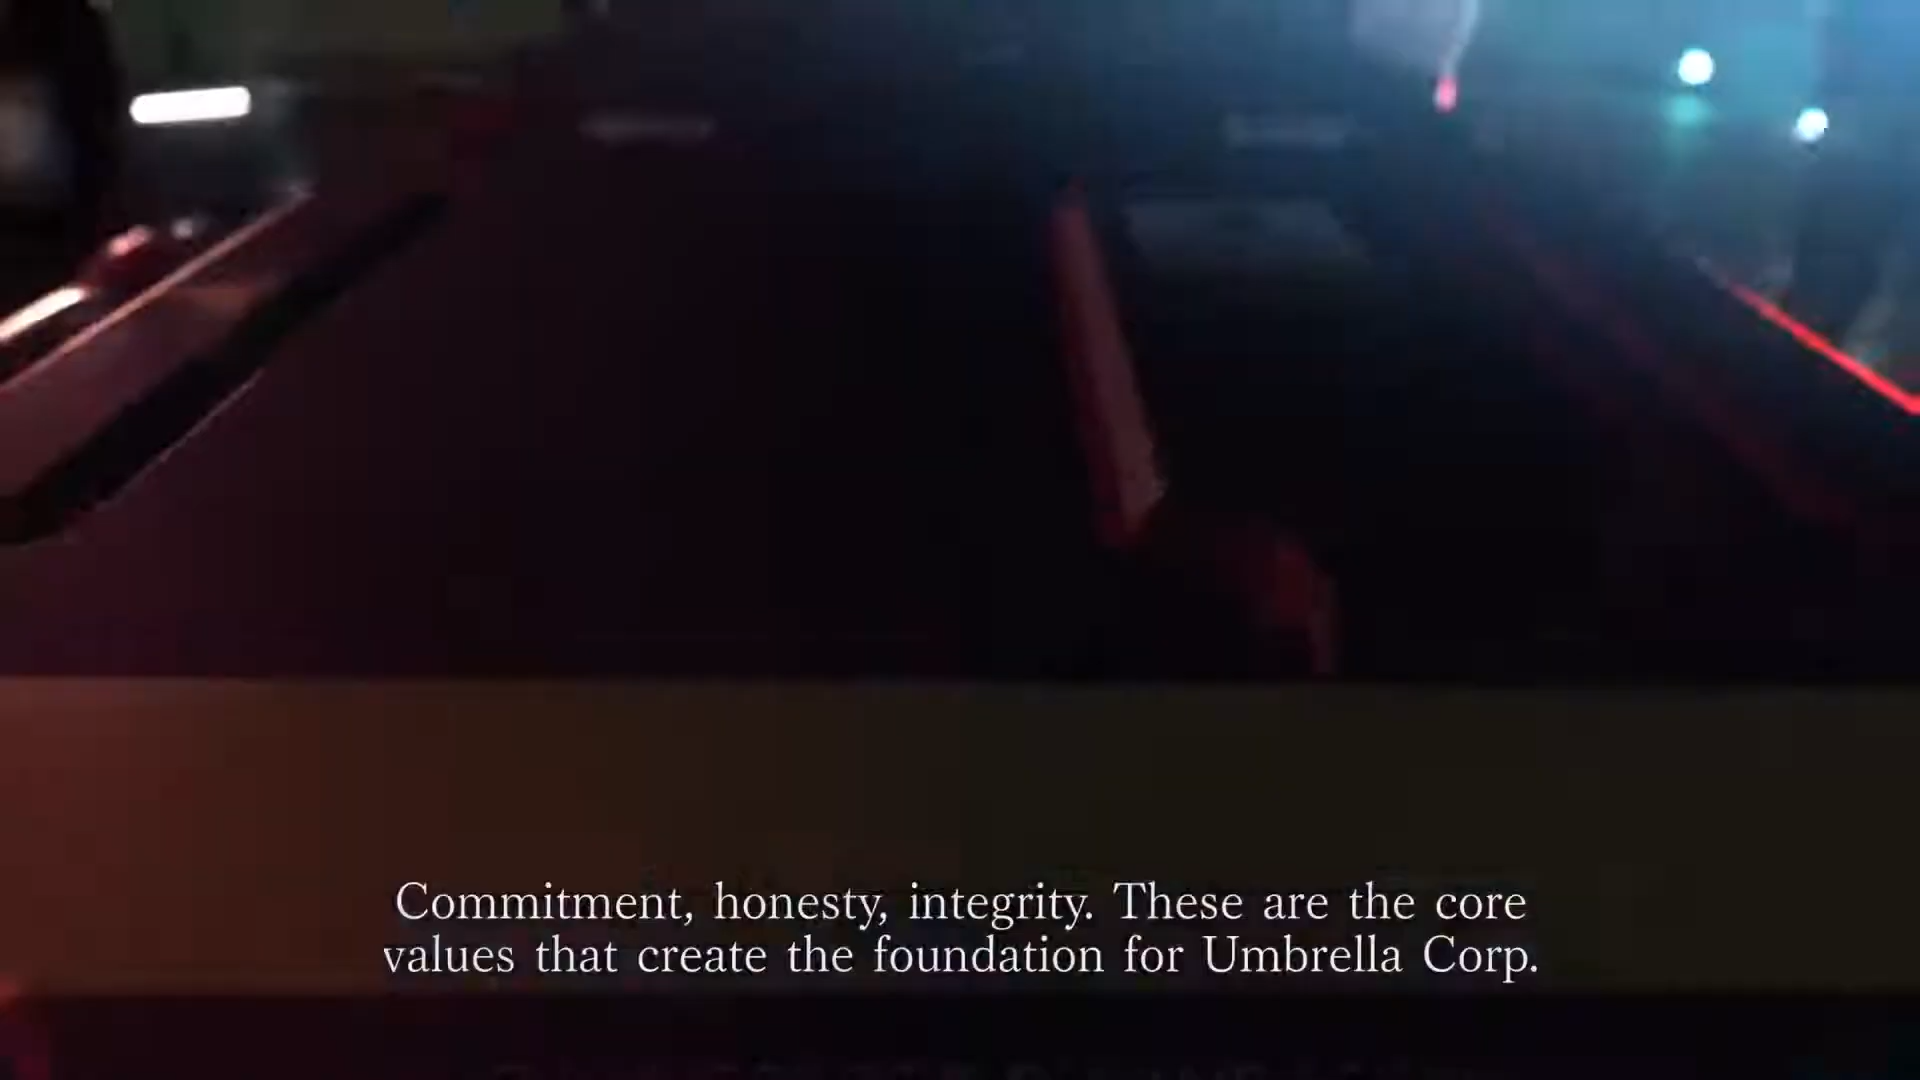 Commitment, honesty, integrity. These are the core
values that create the foundation for Umbrella Corp.